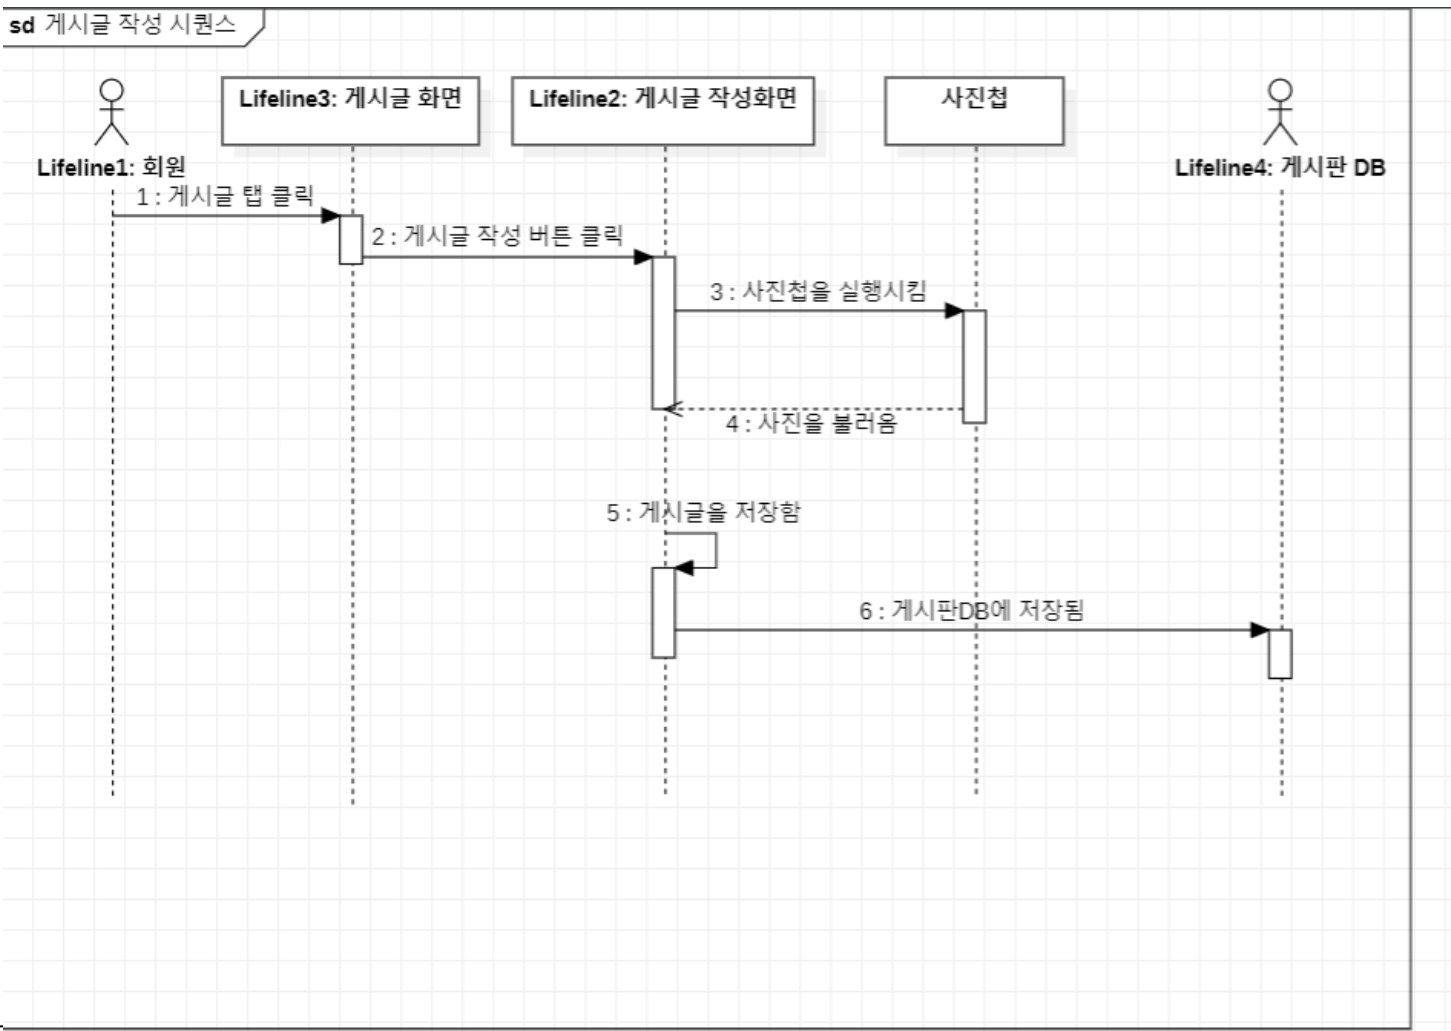 sd 게시글 작성 시퀀스
Lifeline3: 게시글 화면
Lifeline2: 게시글 작성화면
사진첩
Lifeline1: 회원
Lifeline4: 게시판 DB
1 : 게시글 탭 클릭
2 : 게시글 작성 버튼 클릭
3 : 사진첩을 실행시킴
4 : 사진을 불러옴
5 : 게시글을 저장함
6 : 게시판DB에 저장됨